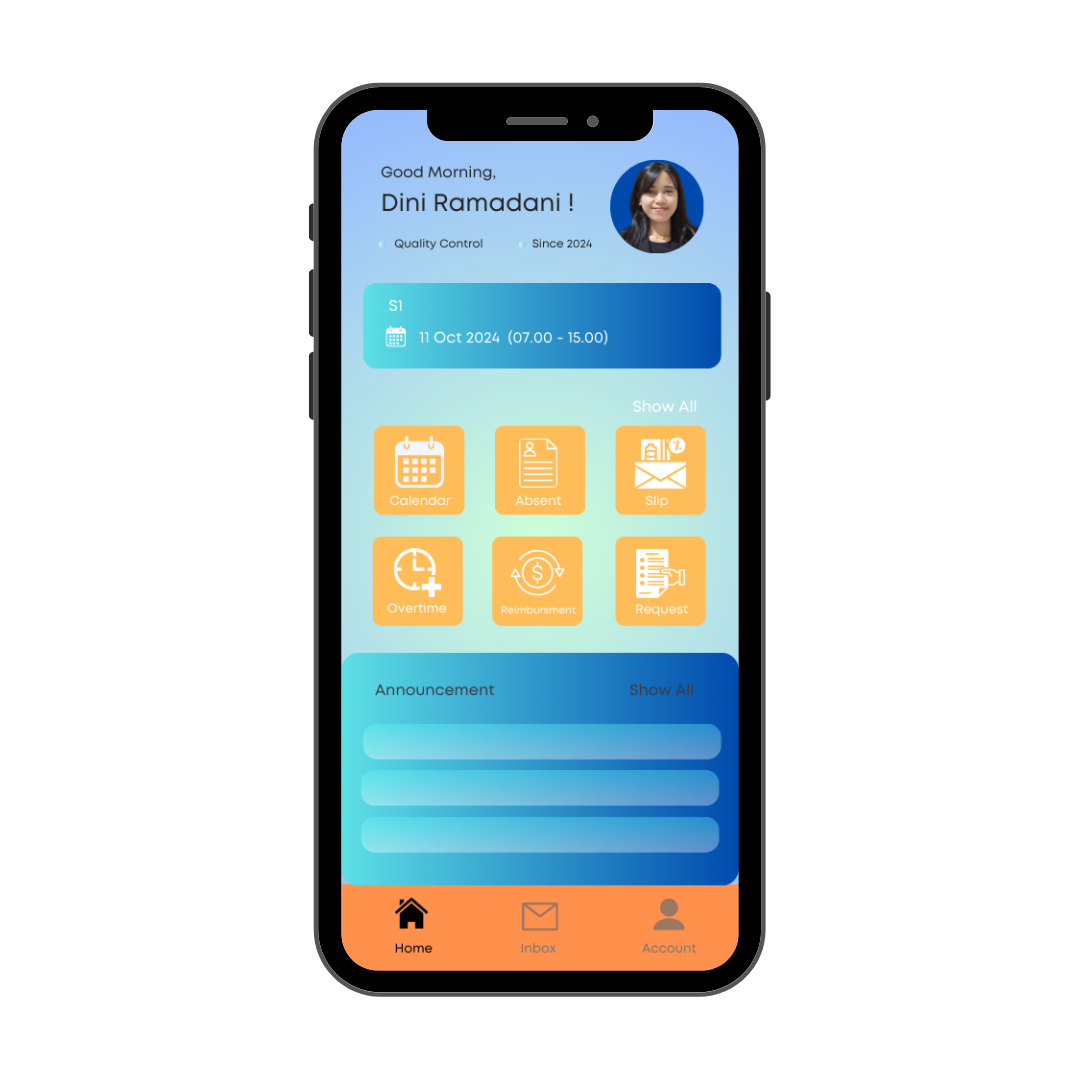 Good Morning,
Dini Ramadani !
Quality Control
Since 2024
S1
11 Oct 2024 (07.00 - 15.00)
Show All
Calendar
Absent
Slip
Overtime
Reimbursment
Request
Announcement
Show All
Home
Inbox
Account